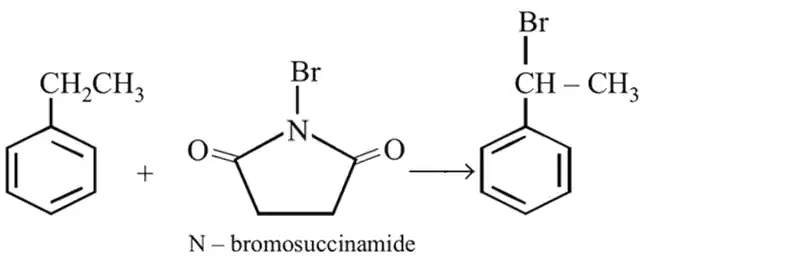 Br
CH₂CH₃
Br
CH – CH₃
N
O
O
+
N – bromosuccinamide